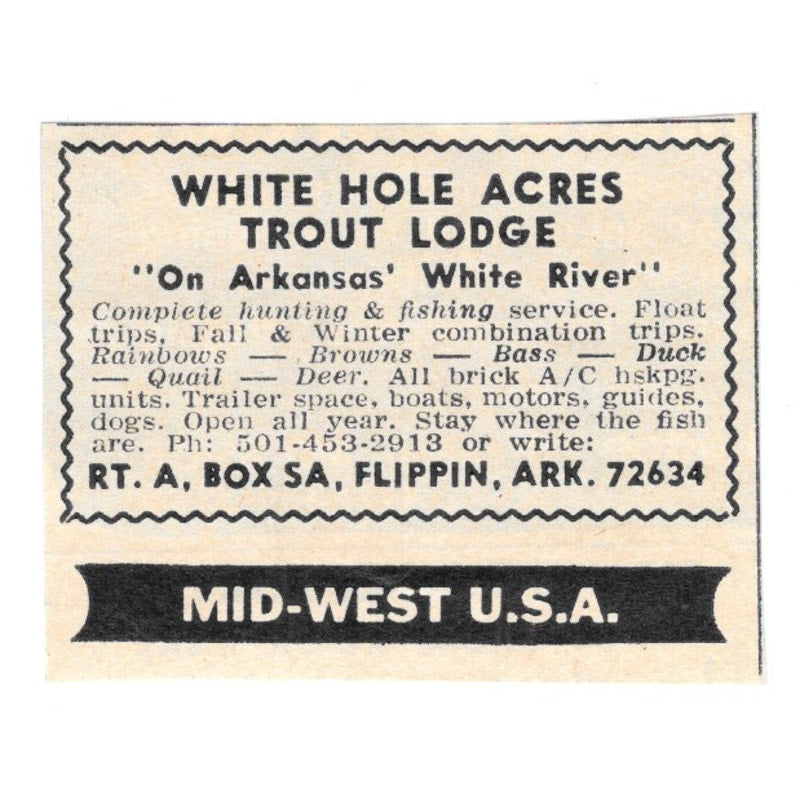 WHITE HOLE ACRES
TROUT LODGE
"On Arkansas' White River"
Complete hunting & fishing service. Float
trips, Fall & Winter combination trips.
Rainbows — Browns — Bass — Duck
— Quail — Deer. All brick A/C hskpg.
units. Trailer space, boats, motors, guides,
dogs. Open all year. Stay where the fish
are. Ph: 501-453-2913 or write:
RT. A, BOX SA, FLIPPIN, ARK. 72634
MID-WEST U.S.A.